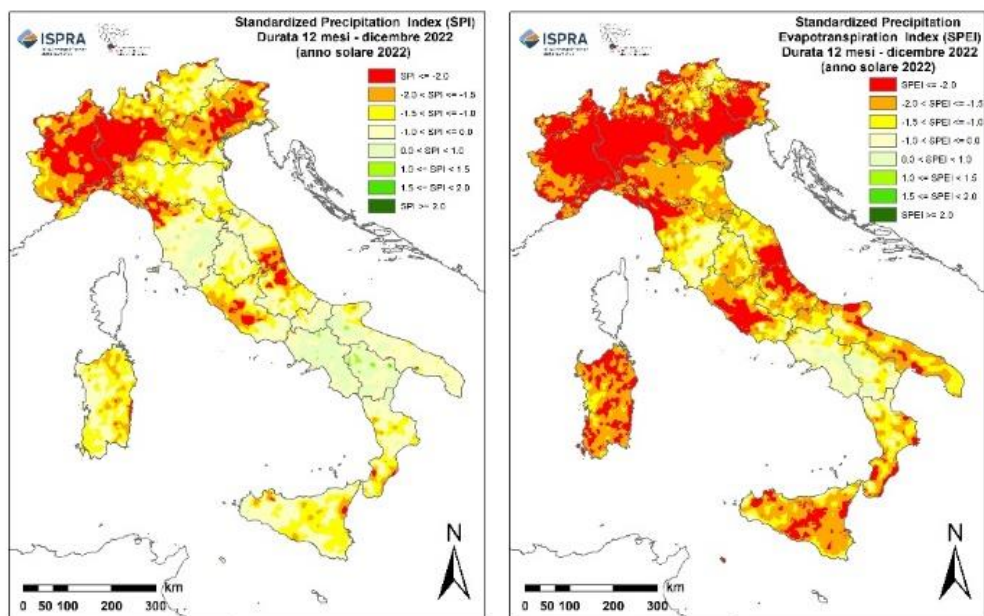 ISPRA
Standardized Precipitation Index (SPI)
Durata 12 mesi - dicembre 2022
(anno solare 2022)
SPI <= -2.0
-2.0 < SPI <= -1.5
-1.5 < SPI <= -1.0
-1.0 < SPI <= 0.0
0.0 < SPI < 1.0
1.0 <= SPI < 1.5
1.5 <= SPI < 2.0
SPI >= 2.0
N
km
0 50 100 200 300
ISPRA
Standardized Precipitation
Evapotranspiration Index (SPEI)
Durata 12 mesi - dicembre 2022
(anno solare 2022)
SPEI <= -2.0
-2.0 < SPEI <= -1.5
-1.5 < SPEI <= -1.0
-1.0 < SPEI <= 0.0
0.0 < SPEI < 1.0
1.0 <= SPEI < 1.5
1.5 <= SPEI < 2.0
SPEI >= 2.0
N
km
0 50 100 200 300